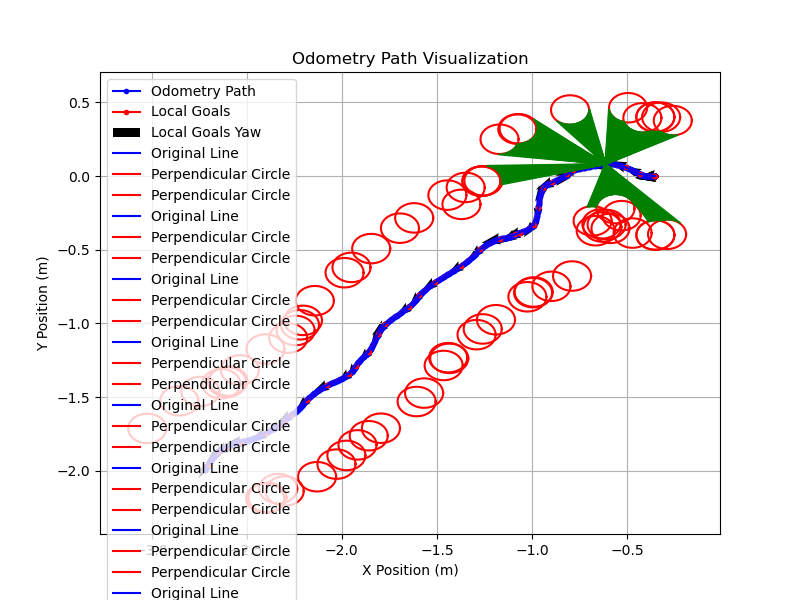 Odometry Path Visualization
Y Position (m)
0.5
0.0
−0.5
−1.0
−1.5
−2.0
Odometry Path
Local Goals
Local Goals Yaw
Original Line
Perpendicular Circle
Perpendicular Circle
Original Line
Perpendicular Circle
Perpendicular Circle
Original Line
Perpendicular Circle
Perpendicular Circle
Original Line
Perpendicular Circle
Perpendicular Circle
Original Line
Perpendicular Circle
Perpendicular Circle
Original Line
Perpendicular Circle
Perpendicular Circle
Original Line
Perpendicular Circle
Perpendicular Circle
Original Line
−2.0 −1.5 −1.0 −0.5
X Position (m)